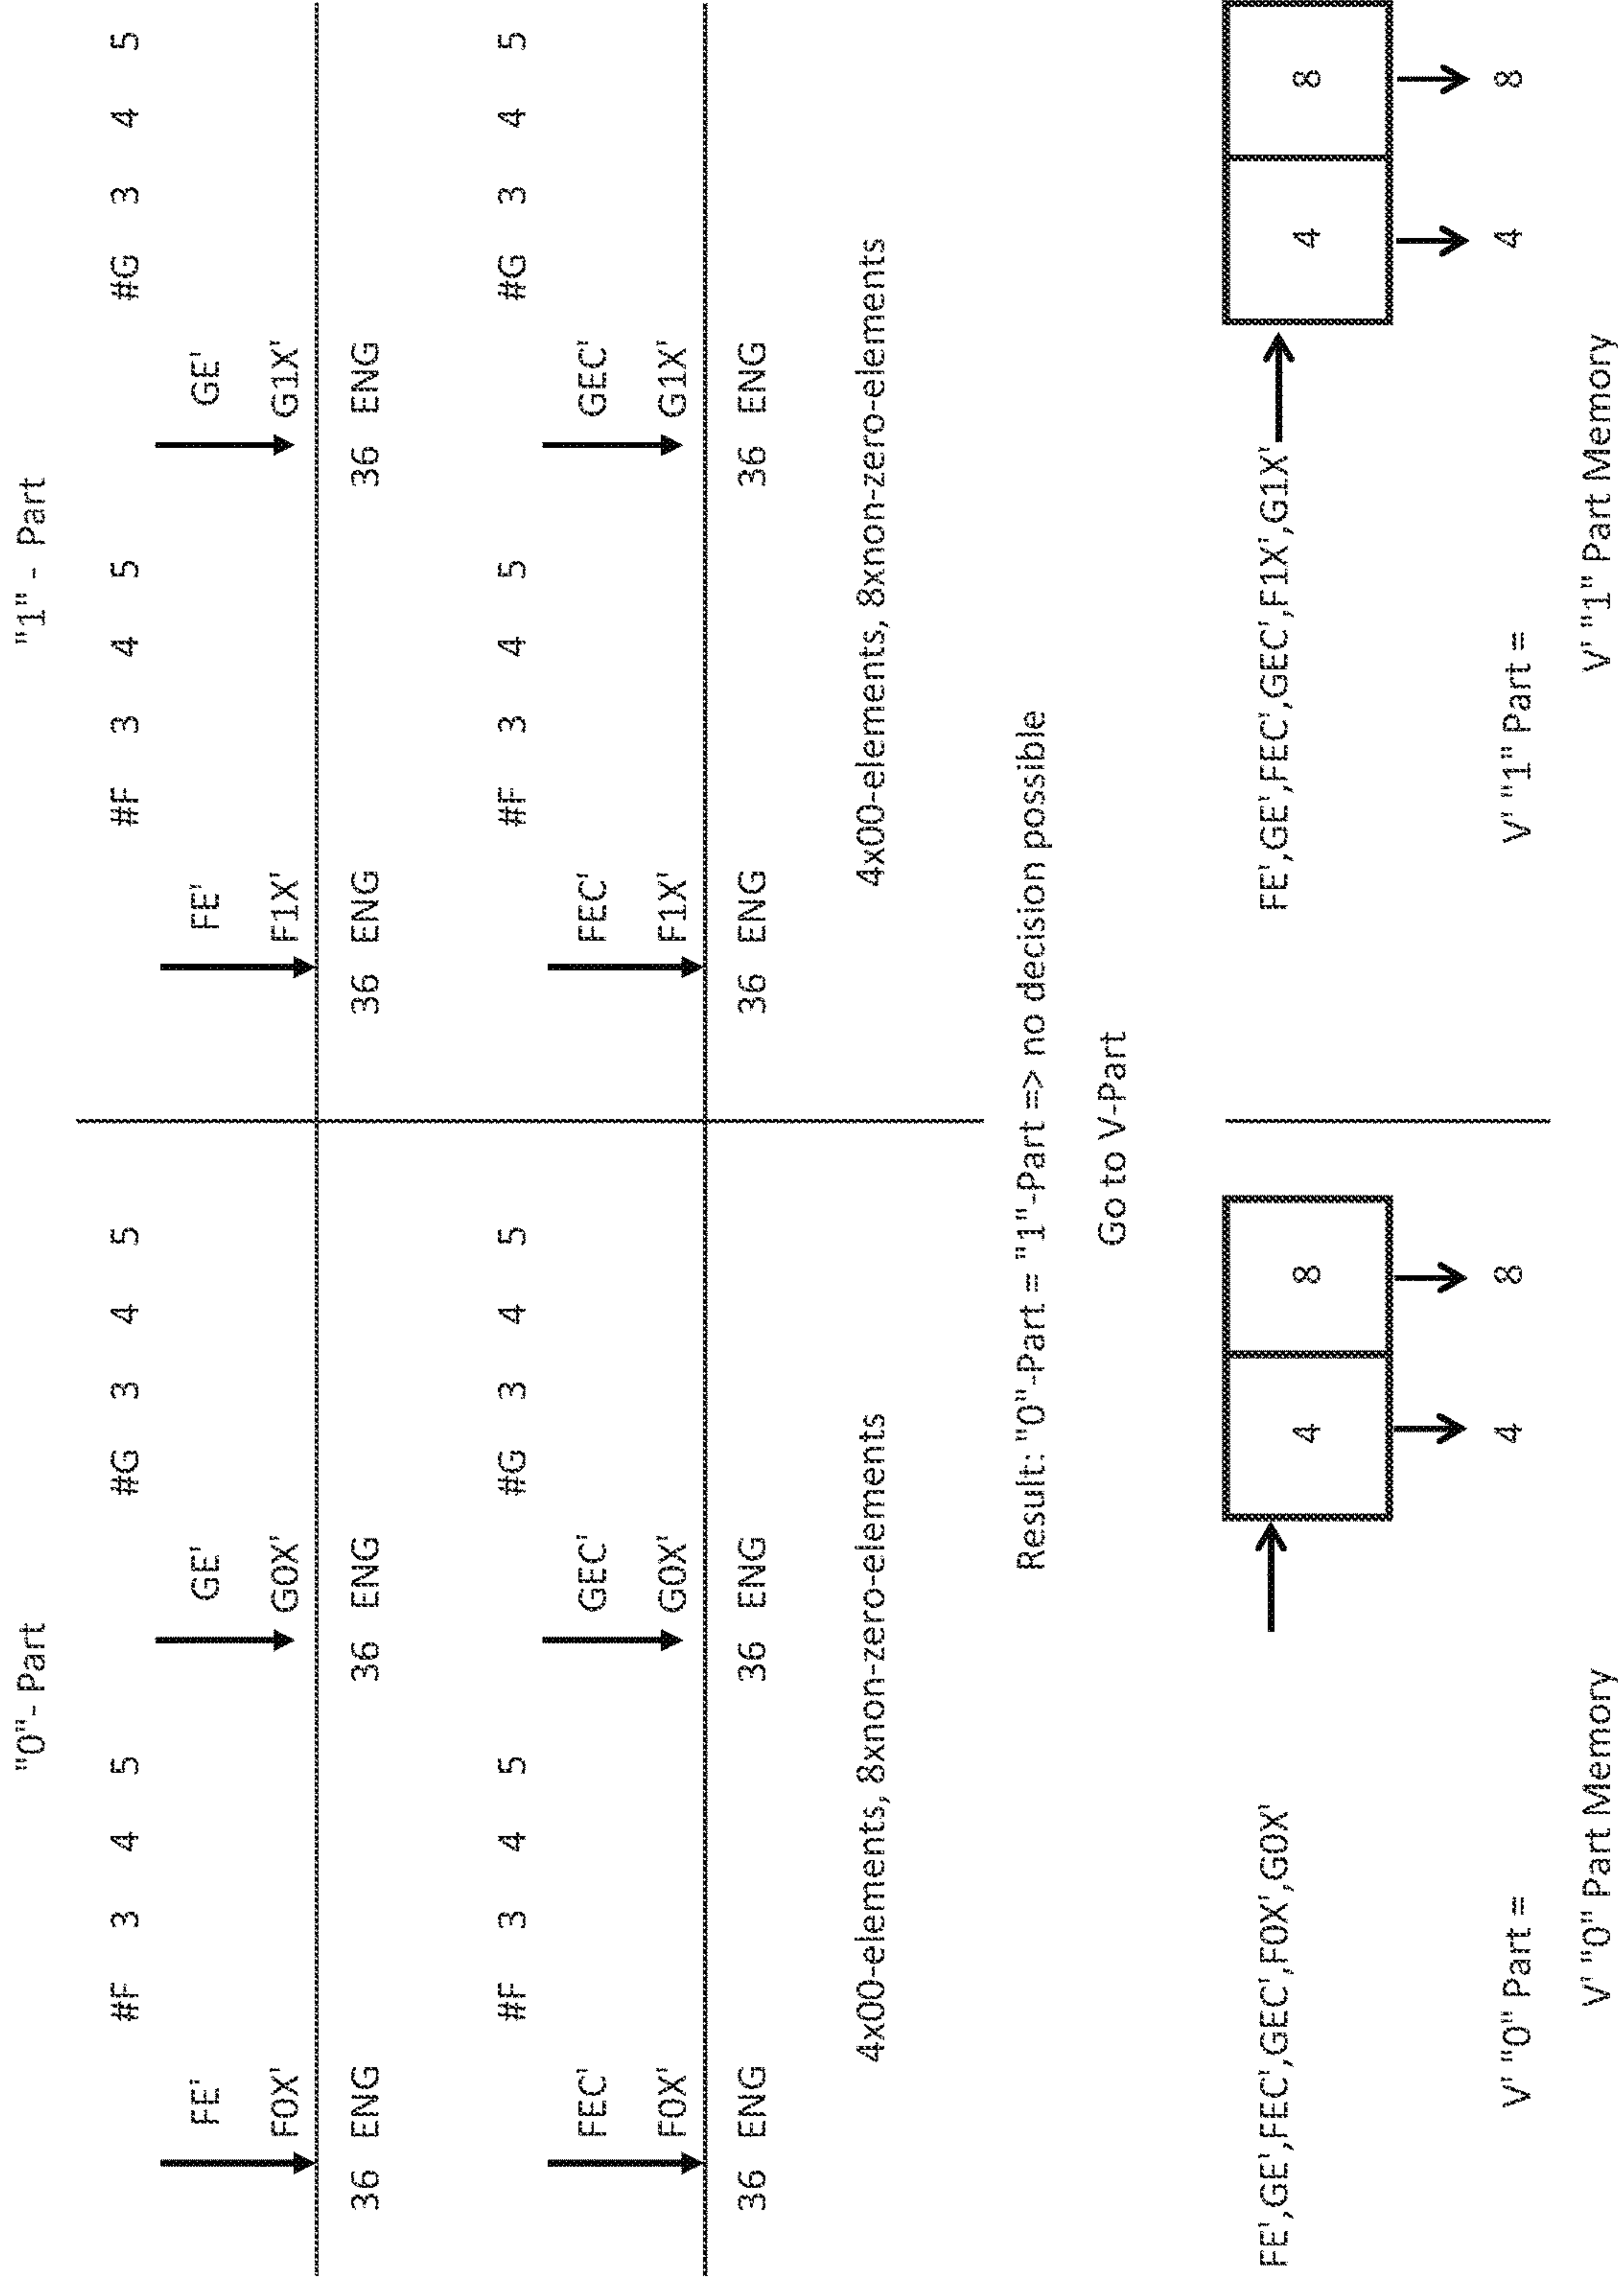 "0"- Part "1" - Part
#F 3 4 5 #G 3 4 5 #F 3 4 5 #G 3 4 5
FE' GE' FE' GE'
F0X' G0X' F1X' G1X'
36 ENG 36 ENG 36 ENG 36 ENG
#F 3 4 5 #G 3 4 5 #F 3 4 5 #G 3 4 5
FEC' GEC' FEC' GEC'
F0X' G0X' F1X' G1X'
36 ENG 36 ENG 36 ENG 36 ENG
4x00-elements, 8xnon-zero-elements 4x00-elements, 8xnon-zero-elements
Result: "0"-Part = "1"-Part => no decision possible
Go to V-Part
FE',GE',FEC',GEC',F0X',G0X' 4 8 FE',GE',FEC',GEC',F1X',G1X' 4 8
V' "0" Part = 4 8 V' "1" Part = 4 8
V' "0" Part Memory V' "1" Part Memory